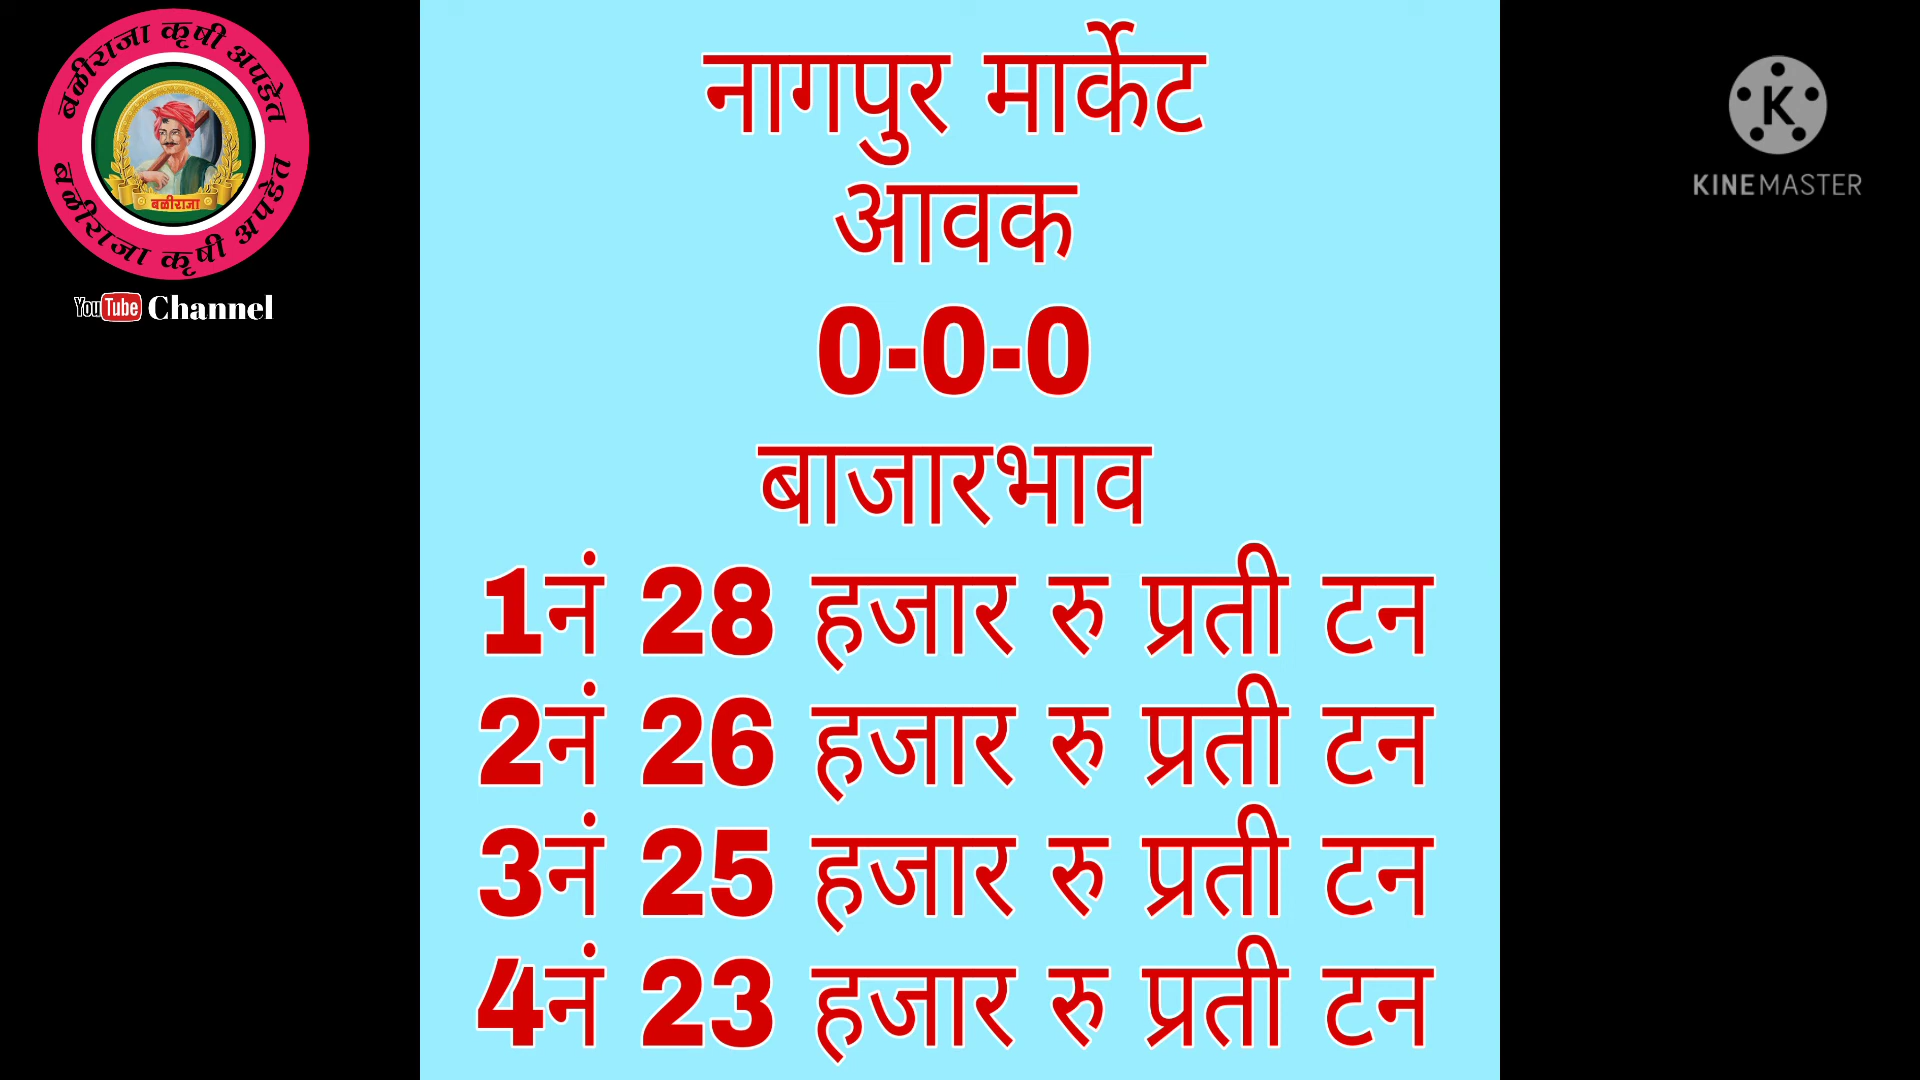 बळीराजा कृषी अपडेत
बळीराजा
बळीराजा कृषी अपडेत
YouTube Channel
नागपुर मार्केट
आवक
0-0-0
बाजारभाव
1नं 28 हजार रु प्रती टन
2नं 26 हजार रु प्रती टन
3नं 25 हजार रु प्रती टन
4नं 23 हजार रु प्रती टन
K
KINEMASTER